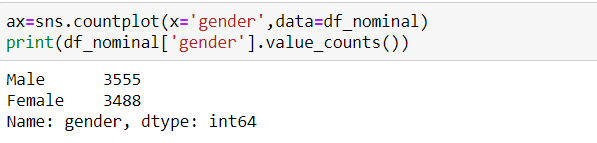 ax=sns.countplot(x='gender',data=df_nominal)
print(df_nominal['gender'].value_counts())
Male      3555
Female    3488
Name: gender, dtype: int64